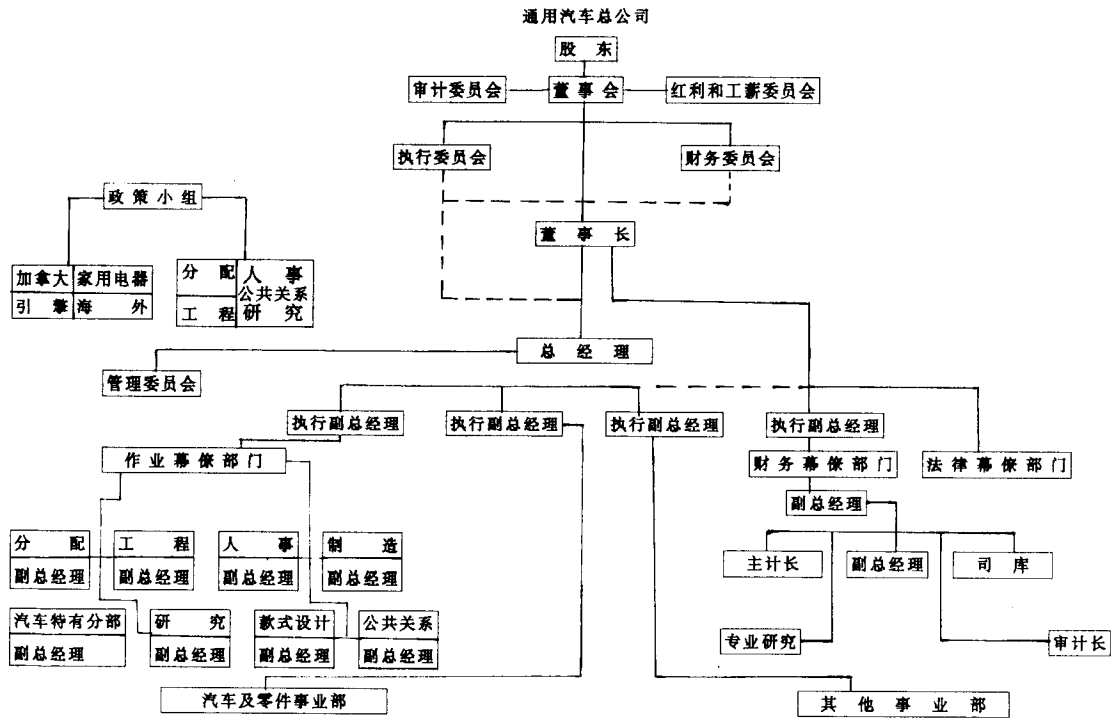 通用汽车总公司
股东
审计委员会 董事会 红利和工薪委员会
执行委员会 财务委员会
政策小组
董事长
加拿大 家用电器 分配 人事
公共关系
引擎 海外 工程 研究
总经理
管理委员会
执行副总经理 执行副总经理 执行副总经理 执行副总经理
作业幕僚部门 财务幕僚部门 法律幕僚部门
副总经理
分配 工程 人事 制造
副总经理 副总经理 副总经理 副总经理
主计长 副总经理 司库
汽车特有分部 研究 款式设计 公共关系
副总经理 副总经理 副总经理 副总经理
专业研究 审计长
汽车及零件事业部 其他事业部